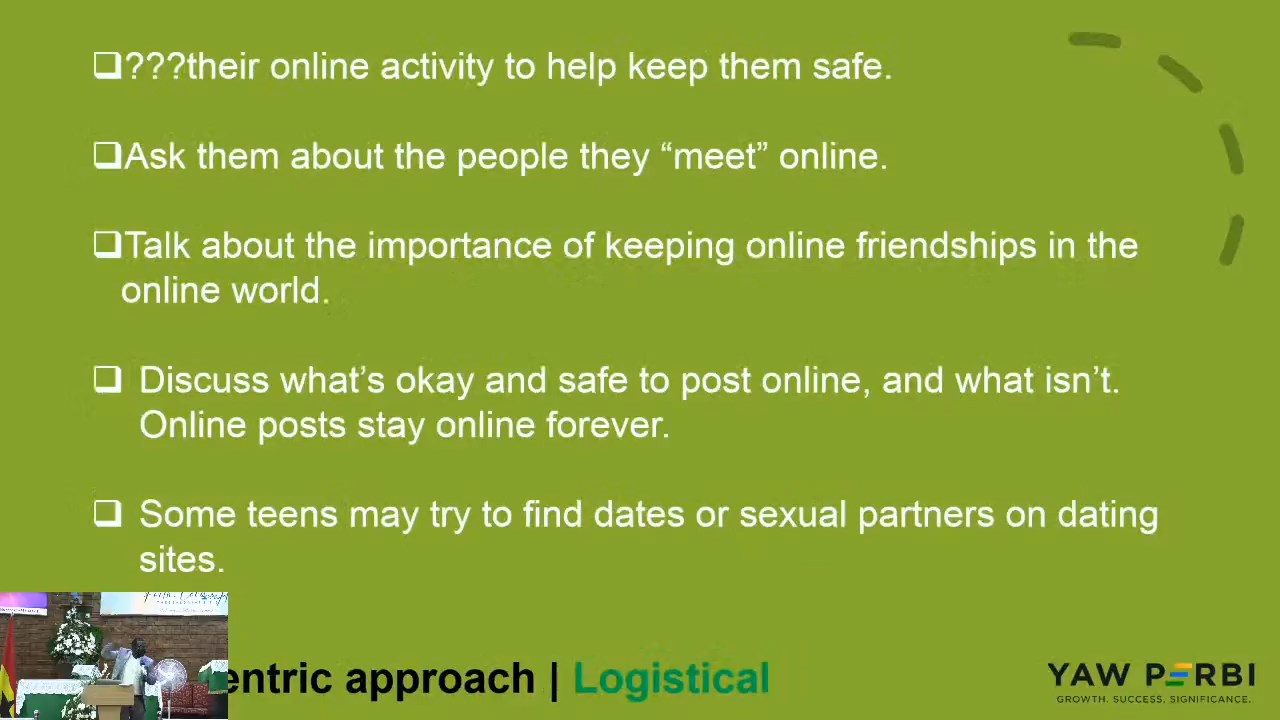 ❑???their online activity to help keep them safe.
❑Ask them about the people they “meet” online.
❑Talk about the importance of keeping online friendships in the
online world.
❑ Discuss what’s okay and safe to post online, and what isn’t.
Online posts stay online forever.
❑ Some teens may try to find dates or sexual partners on dating
sites.
entric approach | Logistical
YAW PERBI
GROWTH. SUCCESS. SIGNIFICANCE.